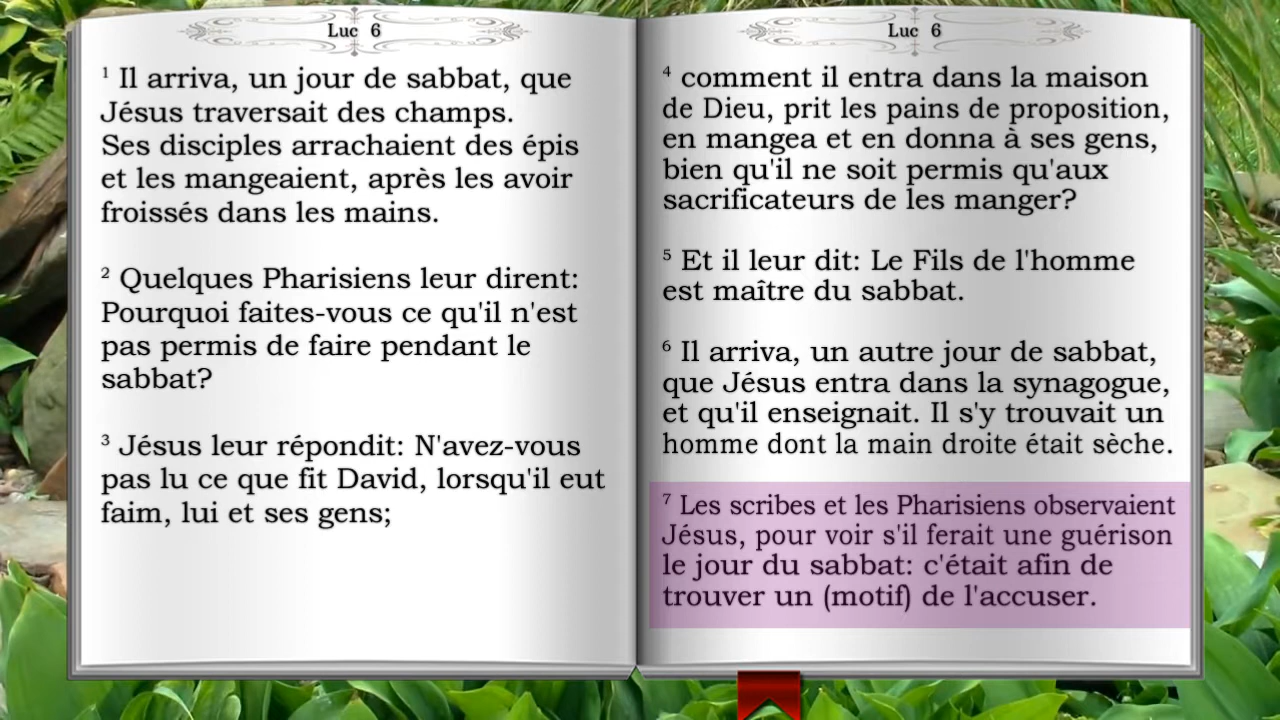 Luc 6
¹ Il arriva, un jour de sabbat, que
Jésus traversait des champs.
Ses disciples arrachaient des épis
et les mangeaient, après les avoir
froissés dans les mains.
² Quelques Pharisiens leur dirent:
Pourquoi faites-vous ce qu'il n'est
pas permis de faire pendant le
sabbat?
³ Jésus leur répondit: N'avez-vous
pas lu ce que fit David, lorsqu'il eut
faim, lui et ses gens;
Luc 6
⁴ comment il entra dans la maison
de Dieu, prit les pains de proposition,
en mangea et en donna à ses gens,
bien qu'il ne soit permis qu'aux
sacrificateurs de les manger?
⁵ Et il leur dit: Le Fils de l'homme
est maître du sabbat.
⁶ Il arriva, un autre jour de sabbat,
que Jésus entra dans la synagogue,
et qu'il enseignait. Il s'y trouvait un
homme dont la main droite était sèche.
⁷ Les scribes et les Pharisiens observaient
Jésus, pour voir s'il ferait une guérison
le jour du sabbat: c'était afin de
trouver un (motif) de l'accuser.